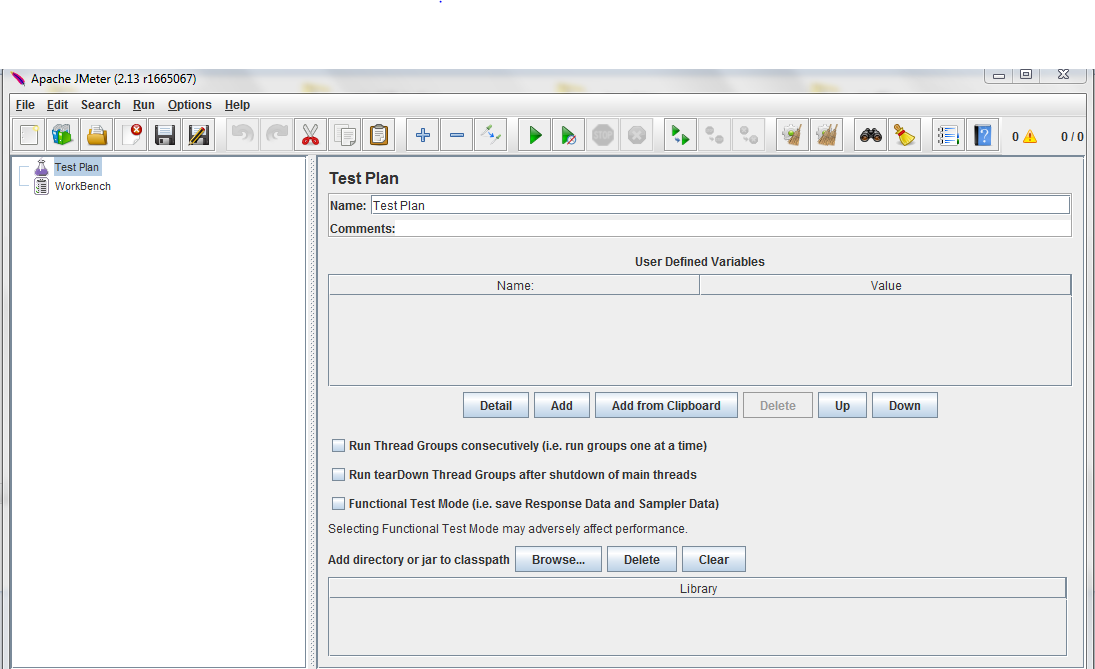 Apache JMeter (2.13 r1665067)
File Edit Search Run Options Help
STOP
0 0 / 0
Test Plan
WorkBench
Test Plan
Name: Test Plan
Comments:
User Defined Variables
Name: Value
Detail Add Add from Clipboard Delete Up Down
Run Thread Groups consecutively (i.e. run groups one at a time)
Run tearDown Thread Groups after shutdown of main threads
Functional Test Mode (i.e. save Response Data and Sampler Data)
Selecting Functional Test Mode may adversely affect performance.
Add directory or jar to classpath Browse... Delete Clear
Library